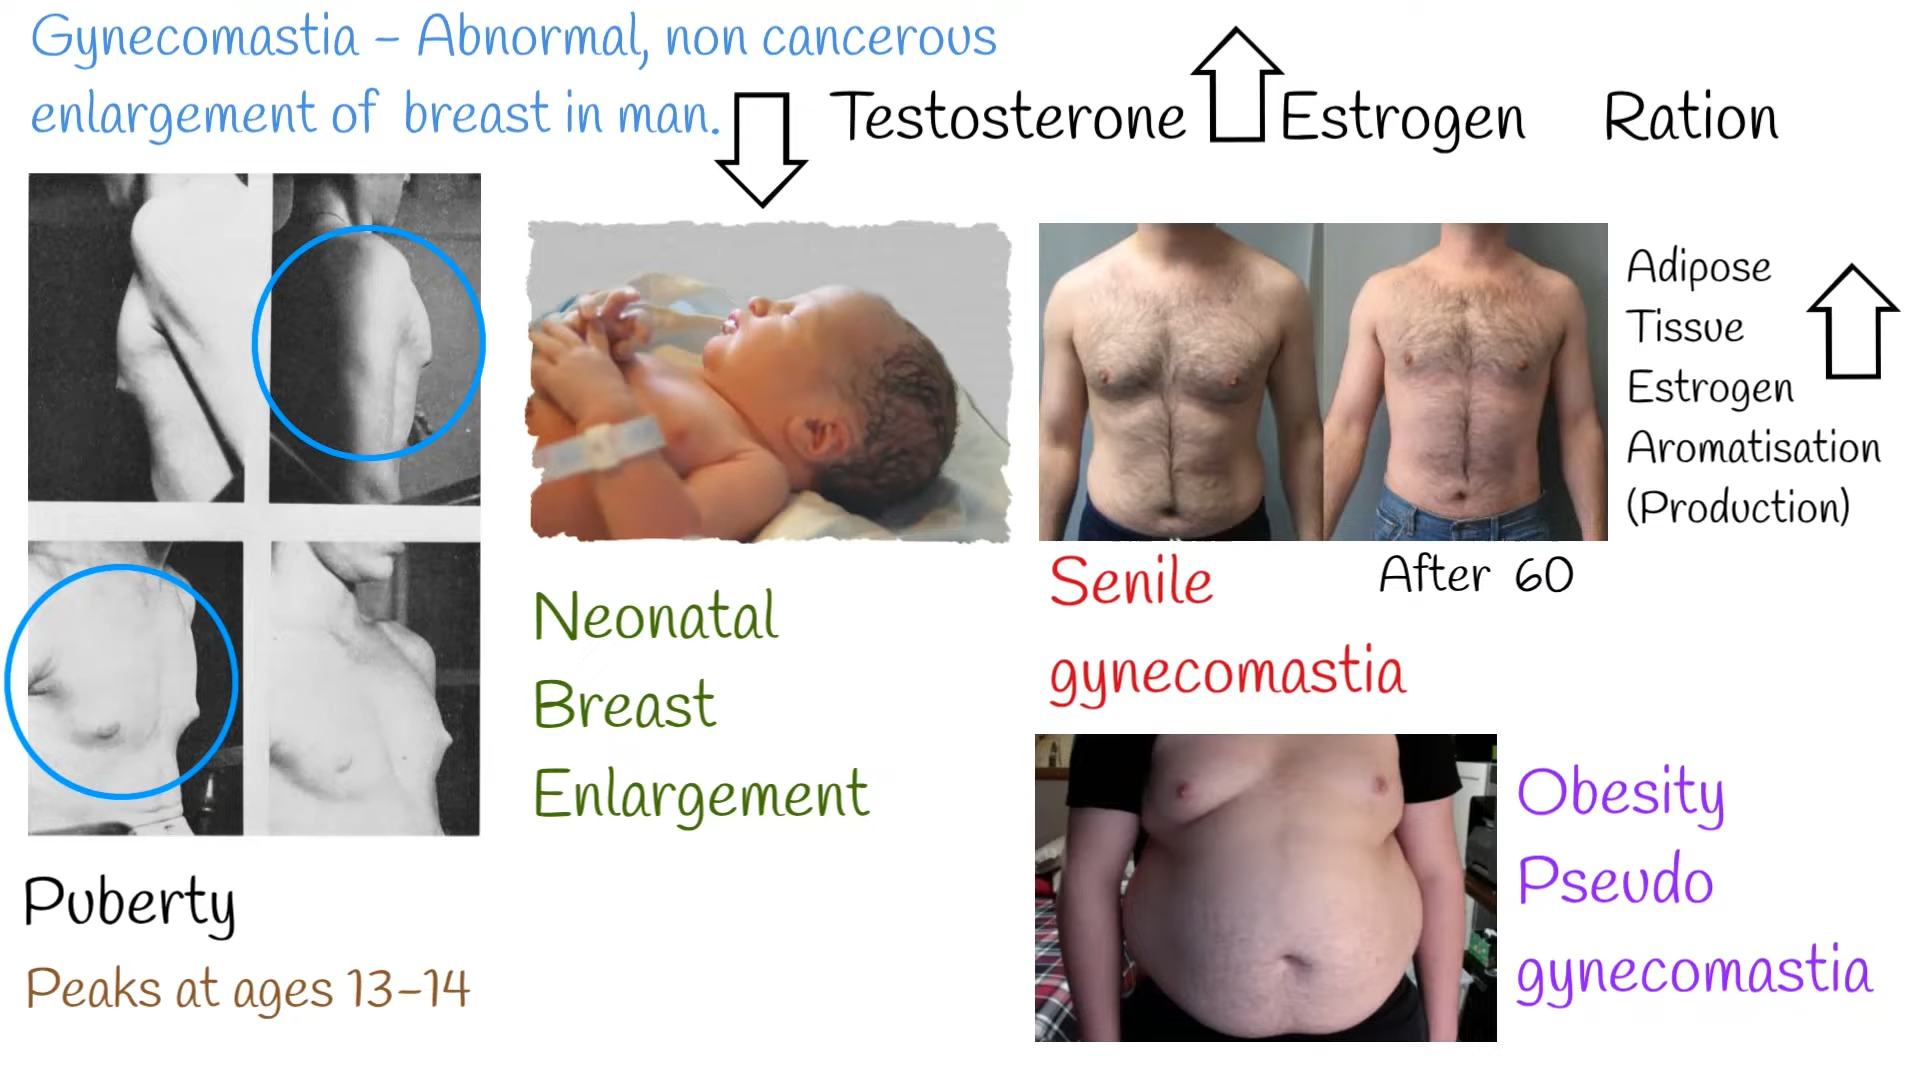 Gynecomastia - Abnormal, non cancerous
enlargement of breast in man.
Testosterone Estrogen Ration
Adipose
Tissue
Estrogen
Aromatisation
(Production)
Senile
gynecomastia
After 60
Neonatal
Breast
Enlargement
Obesity
Pseudo
gynecomastia
Puberty
Peaks at ages 13-14